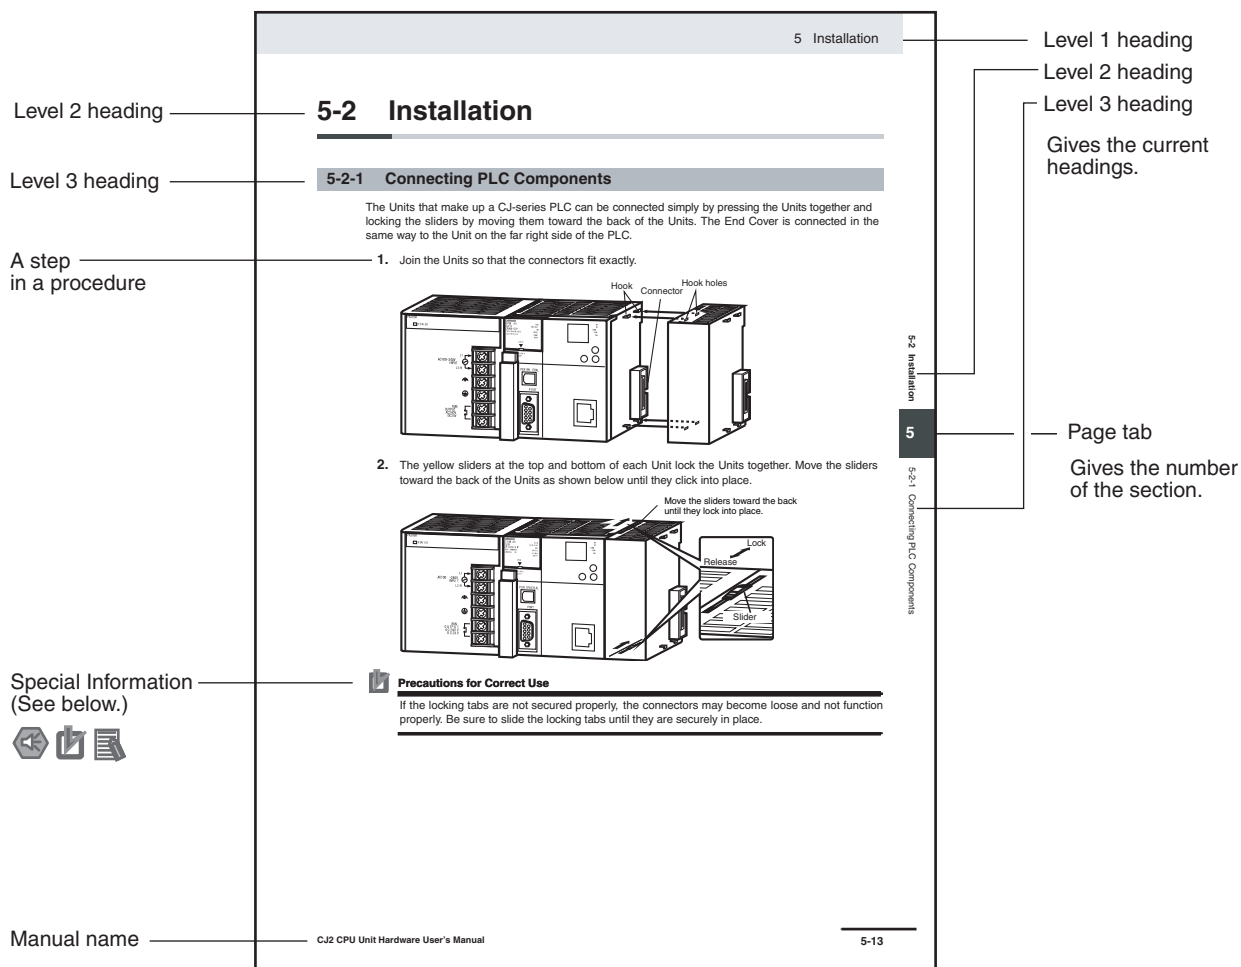 5 Installation
Level 1 heading
Level 2 heading
Level 3 heading
Gives the current
headings.
Level 2 heading
5-2 Installation
Level 3 heading
5-2-1 Connecting PLC Components
The Units that make up a CJ-series PLC can be connected simply by pressing the Units together and
locking the sliders by moving them toward the back of the Units. The End Cover is connected in the
same way to the Unit on the far right side of the PLC.
A step
in a procedure
1. Join the Units so that the connectors fit exactly.
Hook
Connector
Hook holes
5-2 Installation
5
Page tab
Gives the number
of the section.
5-2-1 Connecting PLC Components
2. The yellow sliders at the top and bottom of each Unit lock the Units together. Move the sliders
toward the back of the Units as shown below until they click into place.
Move the sliders toward the back
until they lock into place.
Lock
Release
Slider
Special Information
(See below.)
Precautions for Correct Use
If the locking tabs are not secured properly, the connectors may become loose and not function
properly. Be sure to slide the locking tabs until they are securely in place.
Manual name
CJ2 CPU Unit Hardware User's Manual
5-13